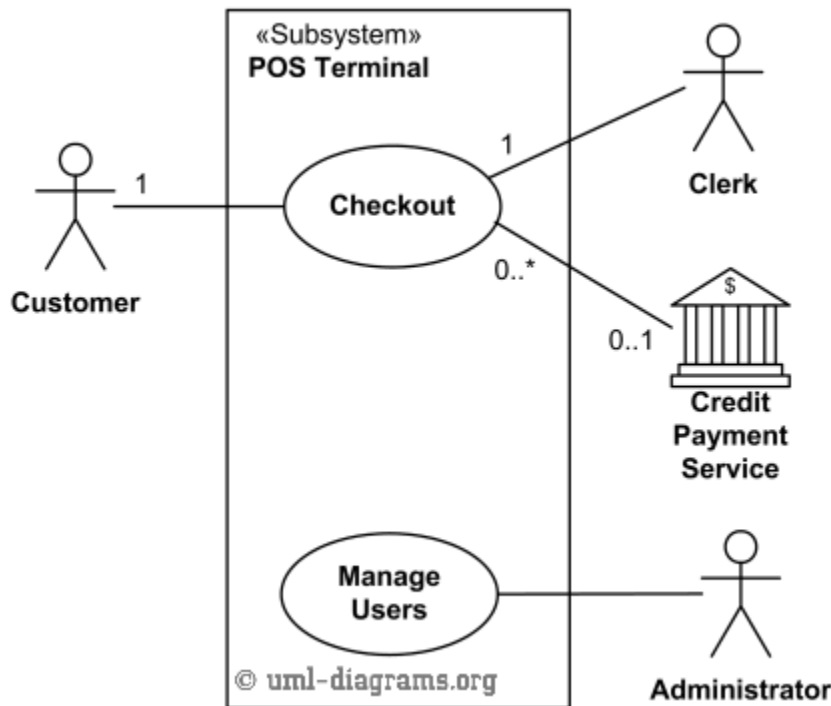 «Subsystem»
POS Terminal
1
Checkout
1
Clerk
Customer
0..*
0..1
$
Credit
Payment
Service
Manage
Users
Administrator
© uml-diagrams.org